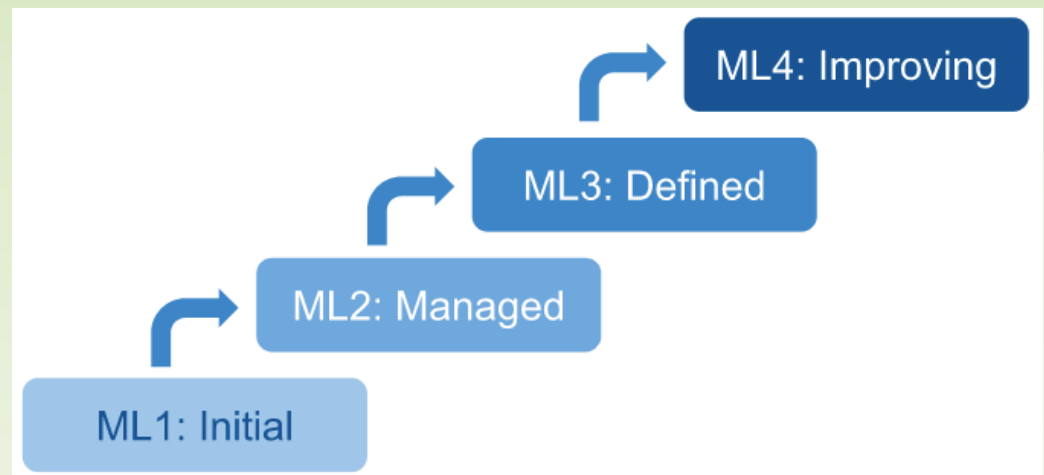 ML4: Improving
ML3: Defined
ML2: Managed
ML1: Initial